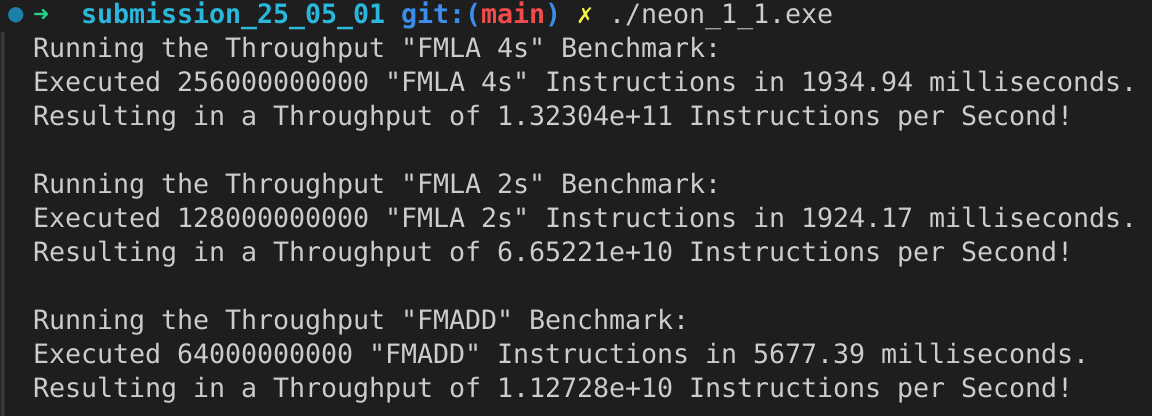 ➜  submission_25_05_01 git:(main) ✗ ./neon_1_1.exe
Running the Throughput "FMLA 4s" Benchmark:
Executed 256000000000 "FMLA 4s" Instructions in 1934.94 milliseconds.
Resulting in a Throughput of 1.32304e+11 Instructions per Second!

Running the Throughput "FMLA 2s" Benchmark:
Executed 128000000000 "FMLA 2s" Instructions in 1924.17 milliseconds.
Resulting in a Throughput of 6.65221e+10 Instructions per Second!

Running the Throughput "FMADD" Benchmark:
Executed 64000000000 "FMADD" Instructions in 5677.39 milliseconds.
Resulting in a Throughput of 1.12728e+10 Instructions per Second!